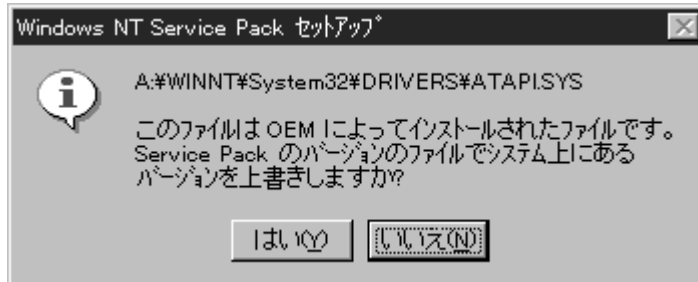 Windows NT Service Pack ｾｯﾄｱｯﾌﾟ
A:¥WINNT¥System32¥DRIVERS¥ATAPI.SYS
このファイルは OEM によってインストールされたファイルです。
Service Pack のバージョンのファイルでシステム上にある
バージョンを上書きしますか?
はい(Y)
いいえ(N)